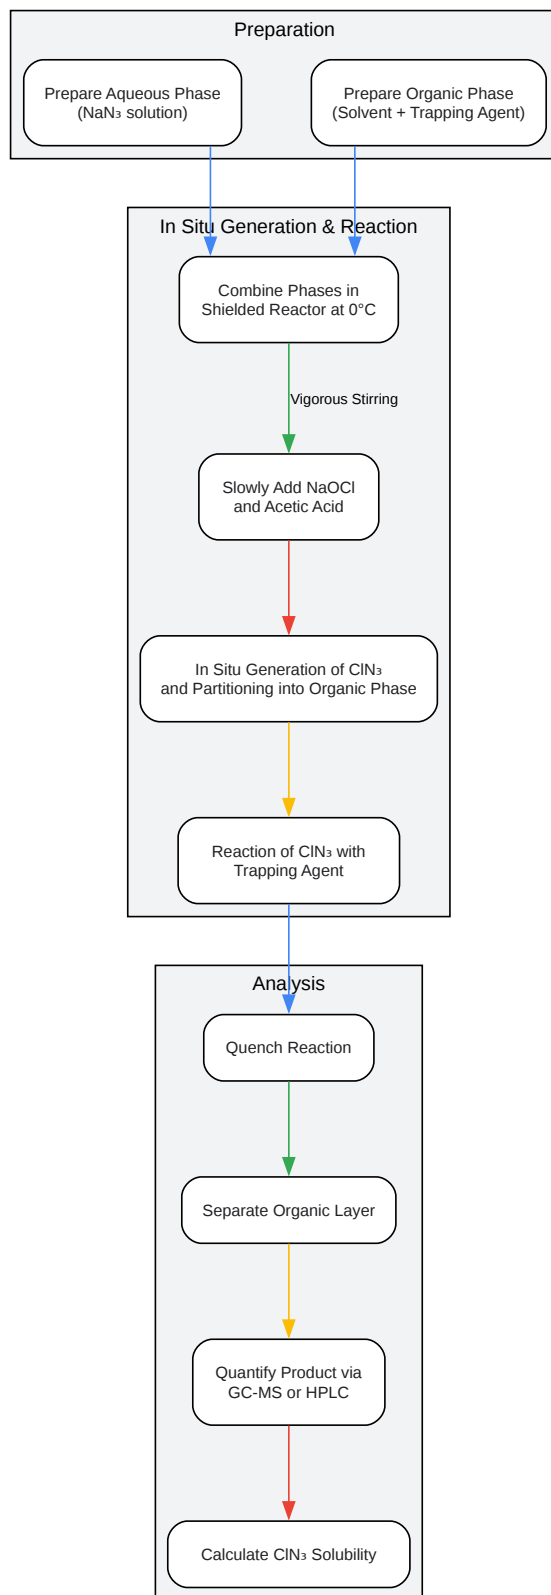 Preparation
Prepare Aqueous Phase
(NaN₃ solution)
Prepare Organic Phase
(Solvent + Trapping Agent)
In Situ Generation & Reaction
Combine Phases in
Shielded Reactor at 0°C
Vigorous Stirring
Slowly Add NaOCl
and Acetic Acid
In Situ Generation of ClN₃
and Partitioning into Organic Phase
Reaction of ClN₃ with
Trapping Agent
Analysis
Quench Reaction
Separate Organic Layer
Quantify Product via
GC-MS or HPLC
Calculate ClN₃ Solubility